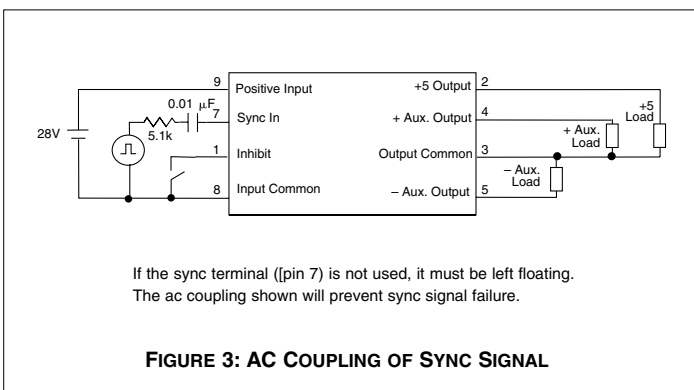 9 Positive Input +5 Output 2
0.01 μF 7 Sync In + Aux. Output 4 +5 Load
28V 5.1k + Aux. Load
1 Inhibit Output Common 3
– Aux. Load
8 Input Common – Aux. Output 5
If the sync terminal ([pin 7) is not used, it must be left floating.
The ac coupling shown will prevent sync signal failure.
FIGURE 3: AC COUPLING OF SYNC SIGNAL